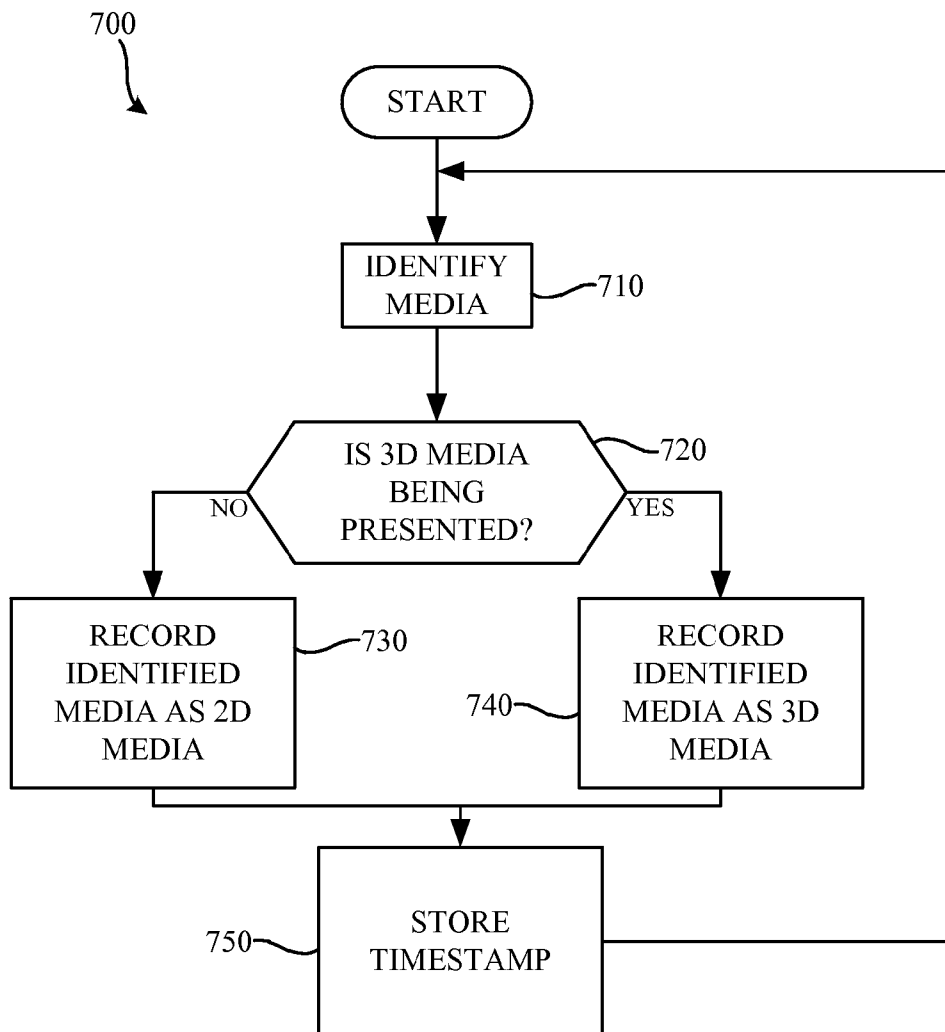 700
START
IDENTIFY
MEDIA
710
IS 3D MEDIA
BEING
PRESENTED?
720
NO
YES
RECORD
IDENTIFIED
MEDIA AS 2D
MEDIA
730
RECORD
IDENTIFIED
MEDIA AS 3D
MEDIA
740
STORE
TIMESTAMP
750